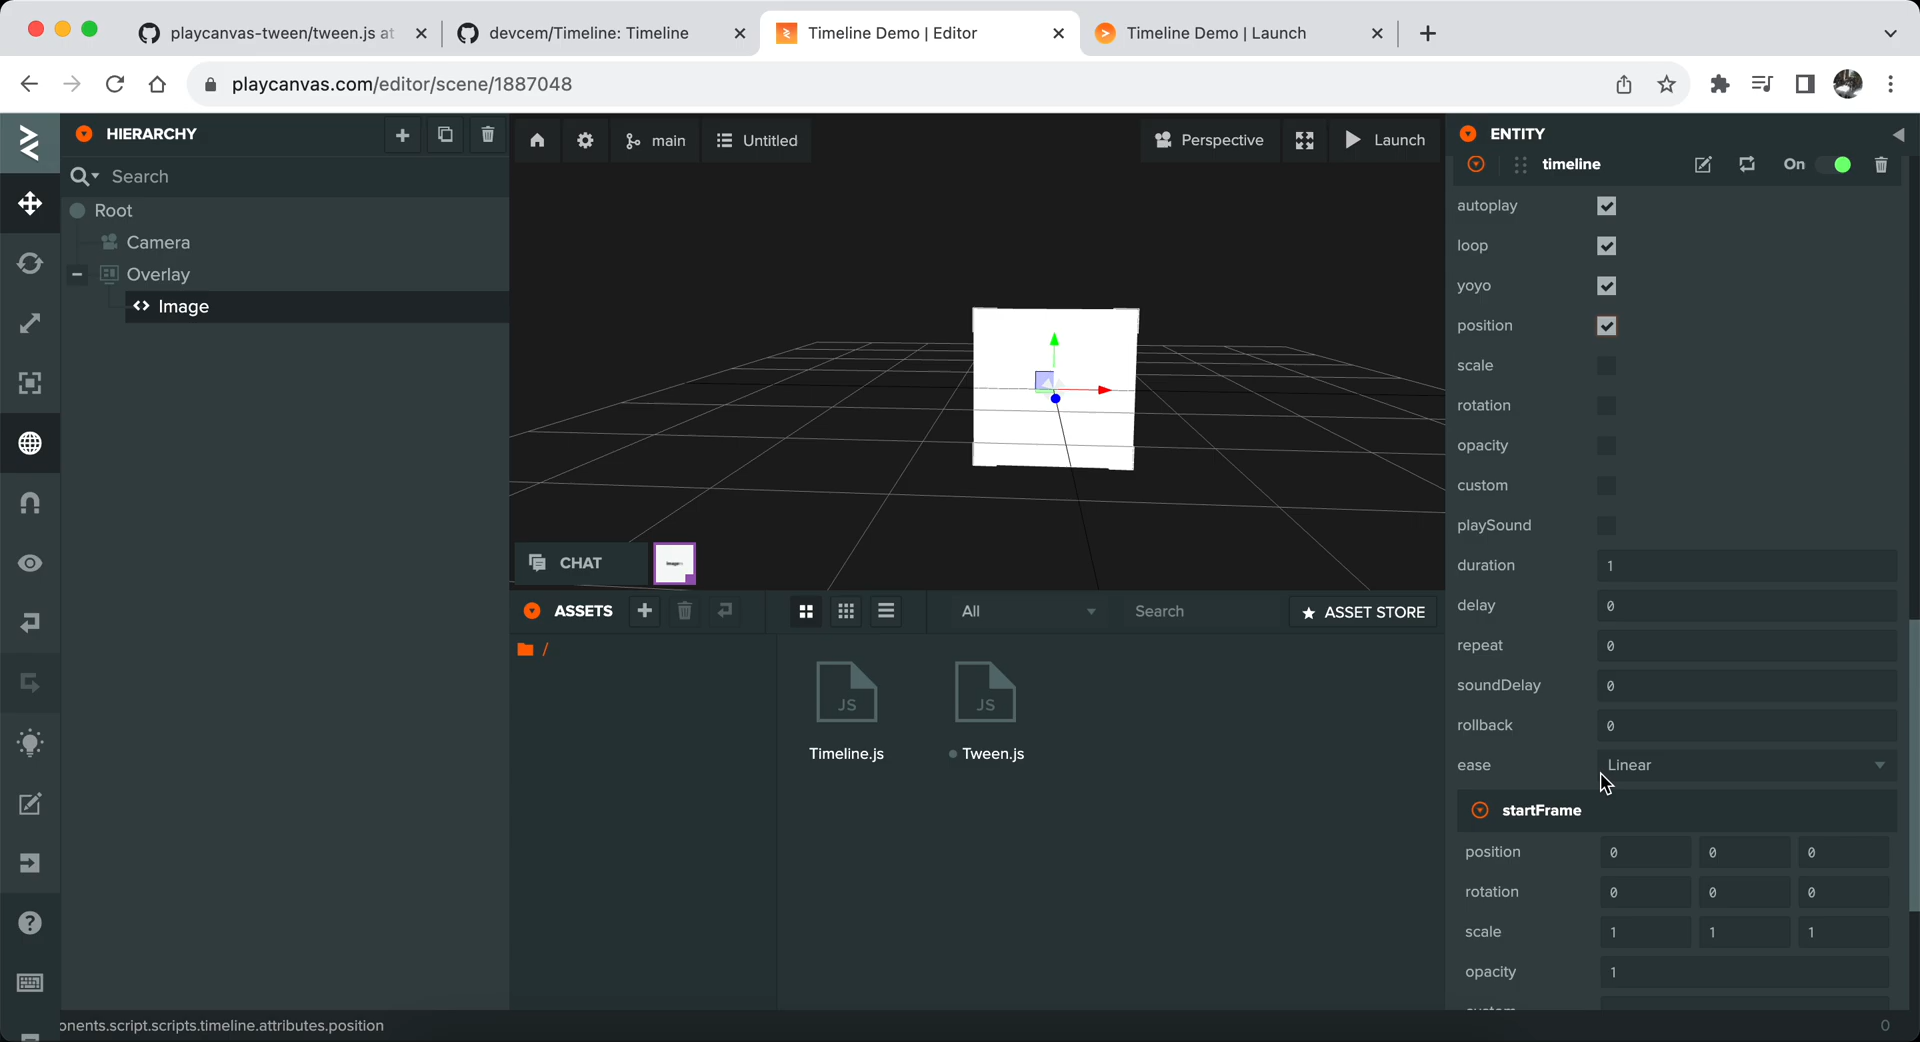 playcanvas-tween/tween.js at
devcem/Timeline: Timeline
Timeline Demo | Editor
Timeline Demo | Launch
playcanvas.com/editor/scene/1887048
HIERARCHY
Search
Root
Camera
Overlay
Image
main
Untitled
Perspective
Launch
CHAT
ASSETS
All
Search
ASSET STORE
/
JS
Timeline.js
JS
Tween.js
ENTITY
timeline
On
autoplay
loop
yoyo
position
scale
rotation
opacity
custom
playSound
duration 1
delay 0
repeat 0
soundDelay 0
rollback 0
ease Linear
startFrame
position 0 0 0
rotation 0 0 0
scale 1 1 1
opacity 1
onents.script.scripts.timeline.attributes.position
0